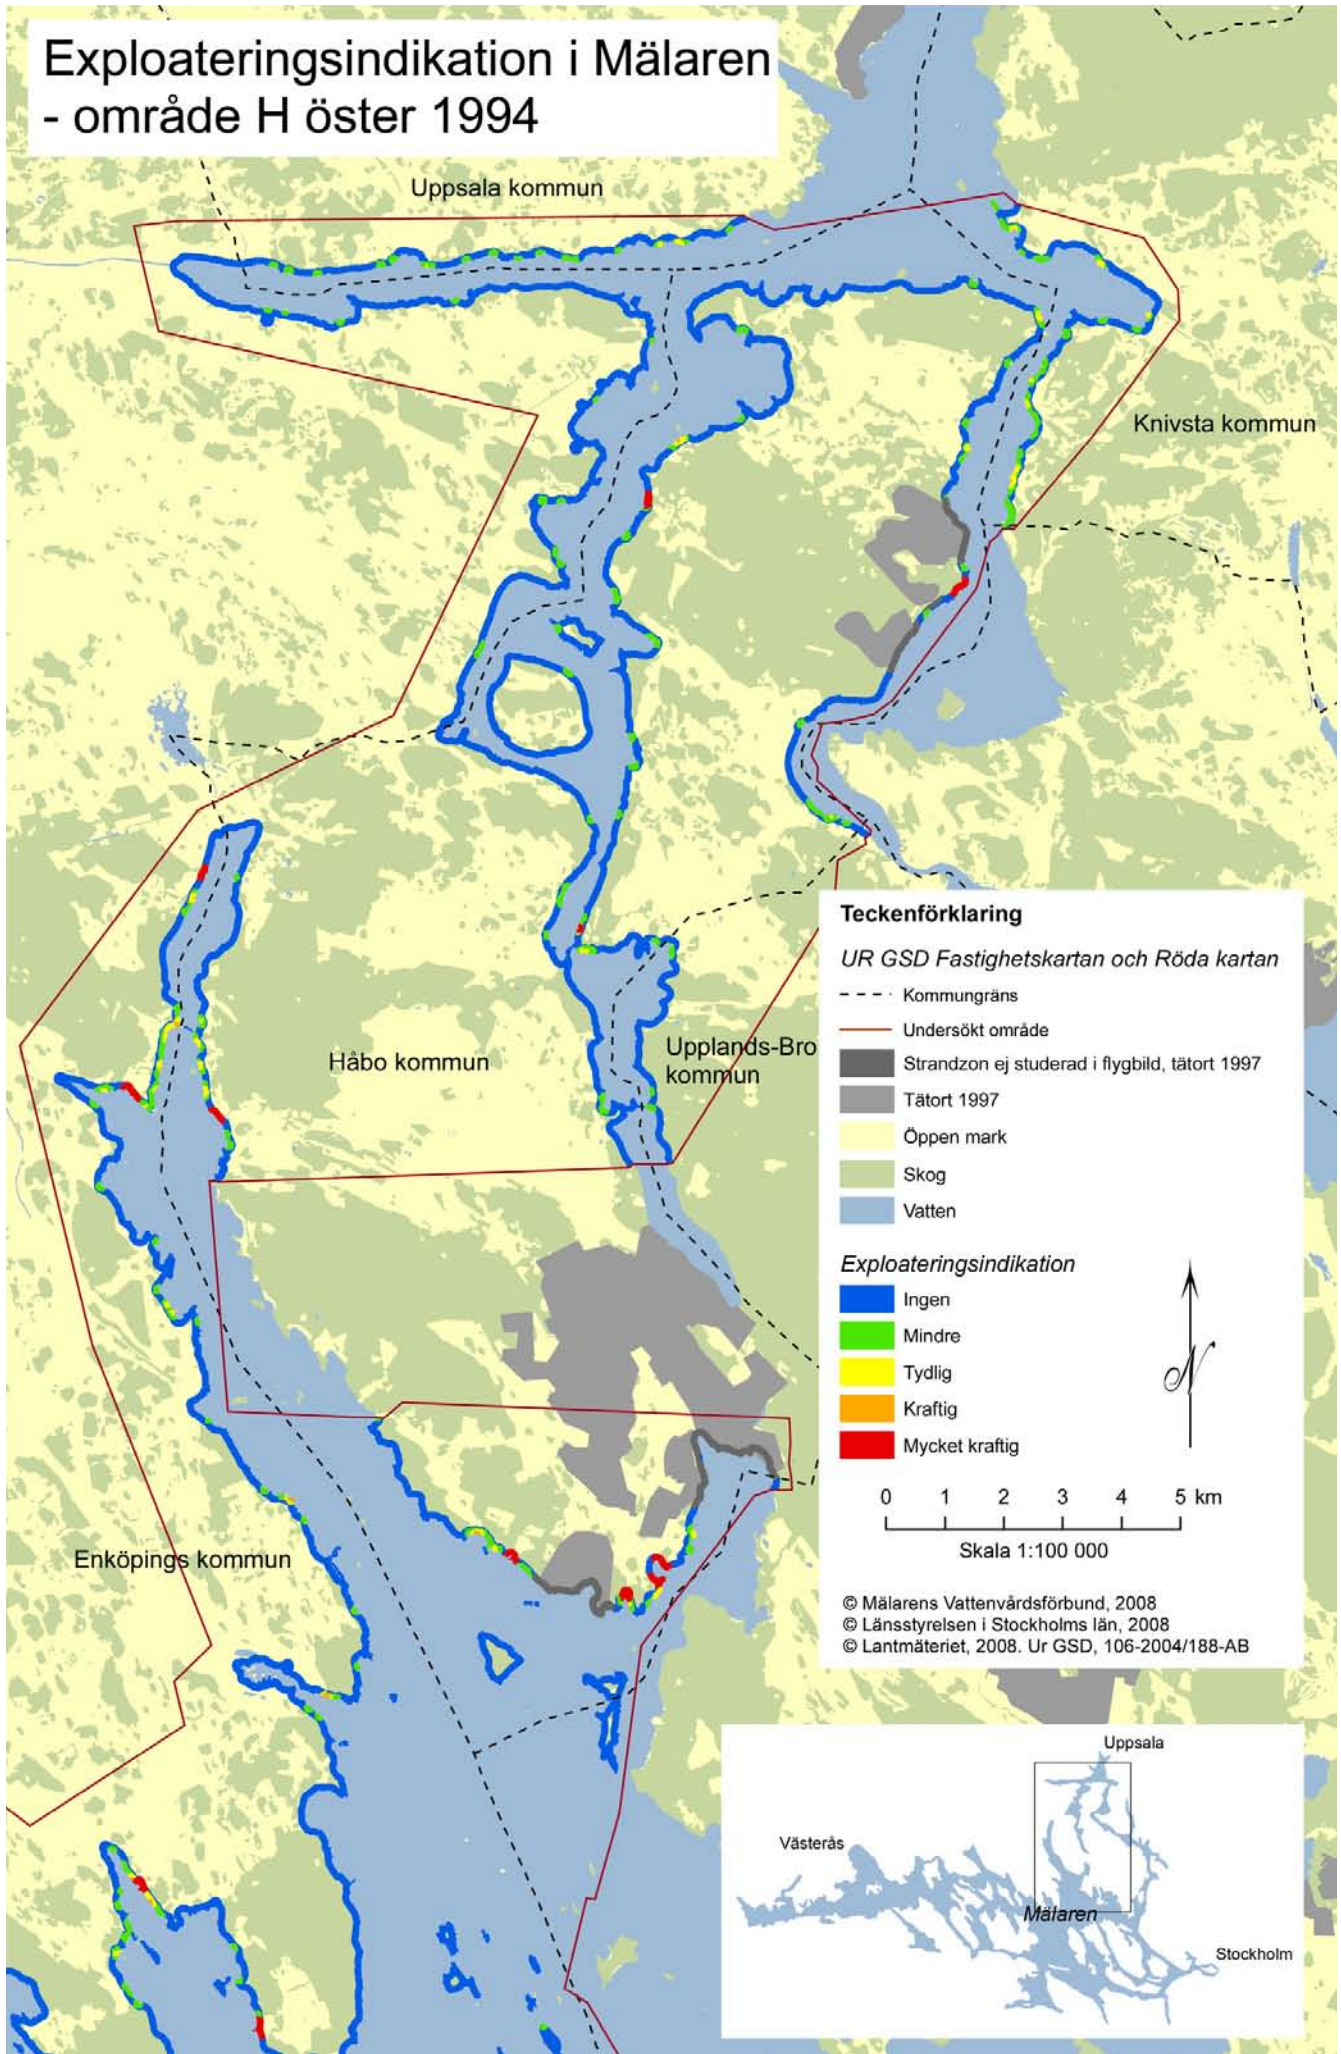 Exploateringsindikation i Mälaren
- område H öster 1994
Uppsala kommun
Knivsta kommun
Håbo kommun
Upplands-Bro
kommun
Enköpings kommun
Teckenförklaring
UR GSD Fastighetskartan och Röda kartan
Kommungräns
Undersökt område
Strandzon ej studerad i flygbild, tätort 1997
Tätort 1997
Öppen mark
Skog
Vatten
Exploateringsindikation
Ingen
Mindre
Tydlig
Kraftig
Mycket kraftig
N
0 1 2 3 4 5 km
Skala 1:100 000
© Mälarens Vattenvårdsförbund, 2008
© Länsstyrelsen i Stockholms län, 2008
© Lantmäteriet, 2008. Ur GSD, 106-2004/188-AB
Uppsala
Västerås
Mälaren
Stockholm